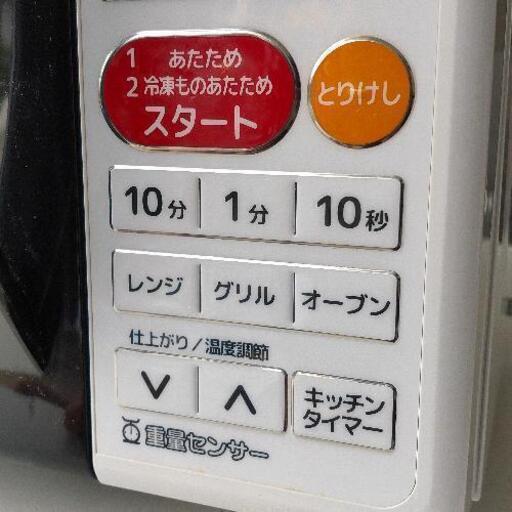 1 あたため
2 冷凍ものあたため
スタート
とりけし
10分
1分
10秒
レンジ
グリル
オーブン
仕上がり/温度調節
∨
∧
キッチン
タイマー
重量センサー